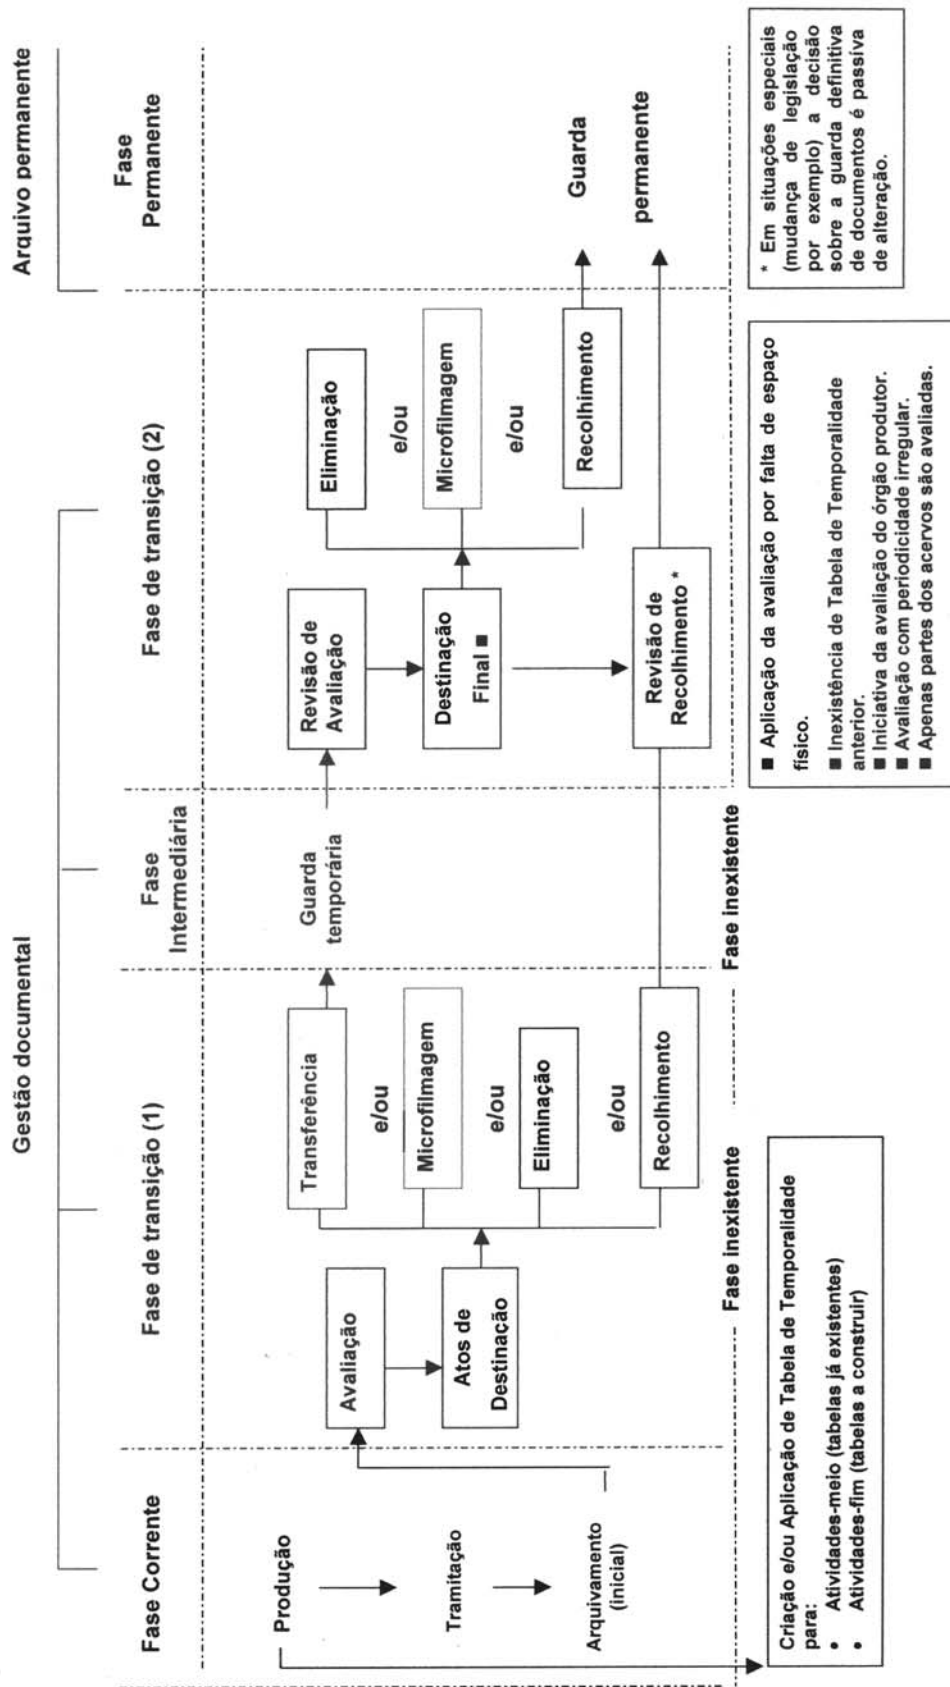 Gestão documental
Arquivo permanente
Fase Corrente
Fase de transição (1)
Fase
Intermediária
Fase de transição (2)
Fase
Permanente
Produção
Tramitação
Arquivamento
(inicial)
Avaliação
Atos de
Destinação
Transferência
e/ou
Microfilmagem
e/ou
Eliminação
e/ou
Recolhimento
Guarda
temporária
Revisão de
Avaliação
Destinação
Final ■
Revisão de
Recolhimento *
Eliminação
e/ou
Microfilmagem
e/ou
Recolhimento
Guarda
permanente
Fase inexistente
Fase inexistente
Criação e/ou Aplicação de Tabela de Temporalidade
para:
• Atividades-meio (tabelas já existentes)
• Atividades-fim (tabelas a construir)
■ Aplicação da avaliação por falta de espaço
físico.
■ Inexistência de Tabela de Temporalidade
anterior.
■ Iniciativa da avaliação do órgão produtor.
■ Avaliação com periodicidade irregular.
■ Apenas partes dos acervos são avaliadas.
* Em situações especiais
(mudança de legislação
por exemplo) a decisão
sobre a guarda definitiva
de documentos é passiva
de alteração.